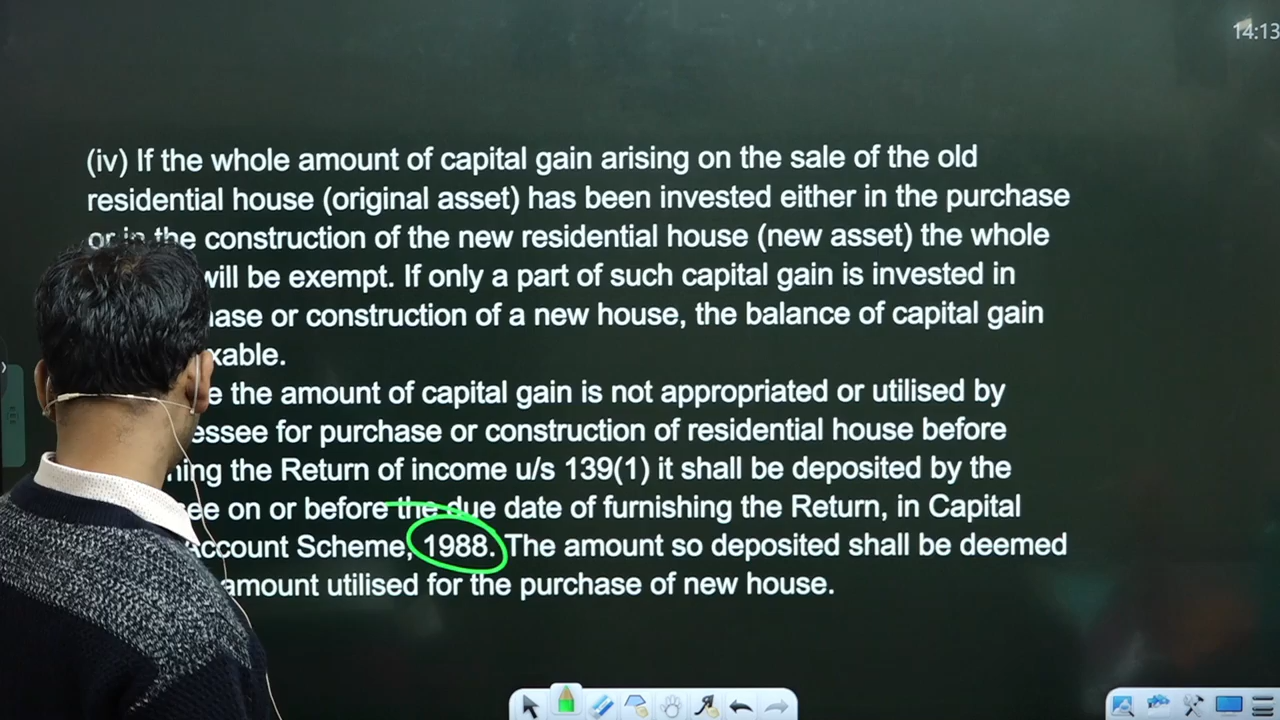 14:13
(iv) If the whole amount of capital gain arising on the sale of the old
residential house (original asset) has been invested either in the purchase
or in the construction of the new residential house (new asset) the whole
will be exempt. If only a part of such capital gain is invested in
or construction of a new house, the balance of capital gain
the amount of capital gain is not appropriated or utilised by
for purchase or construction of residential house before
the Return of income u/s 139(1) it shall be deposited by the
on or before the due date of furnishing the Return, in Capital
Account Scheme, 1988. The amount so deposited shall be deemed
amount utilised for the purchase of new house.